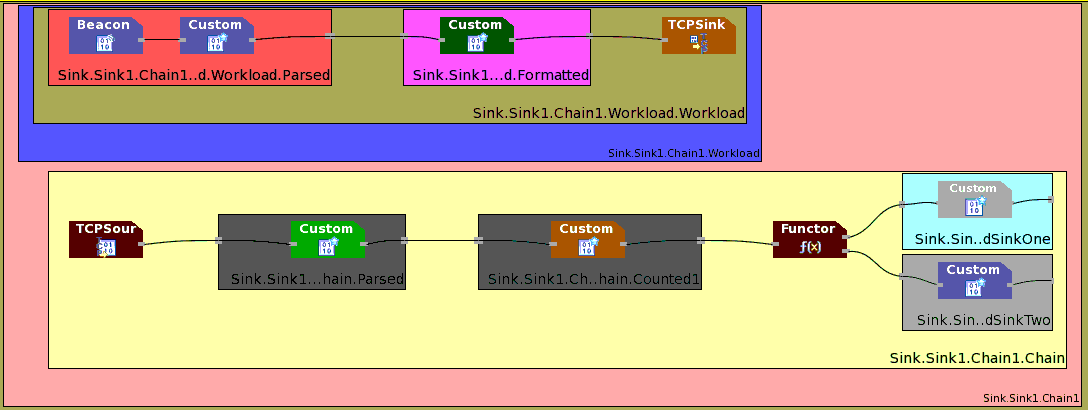 Beacon
Custom
Custom
TCPSink
Sink.Sink1.Chain1..d.Workload.Parsed
Sink.Sink1...d.Formatted
Sink.Sink1.Chain1.Workload.Workload
Sink.Sink1.Chain1.Workload
TCPSour
Custom
Custom
Functor
Custom
Sink.Sin..dSinkOne
Custom
Sink.Sink1...hain.Parsed
Sink.Sink1.Ch..hain.Counted1
f(x)
Sink.Sin..dSinkTwo
Sink.Sink1.Chain1.Chain
Sink.Sink1.Chain1